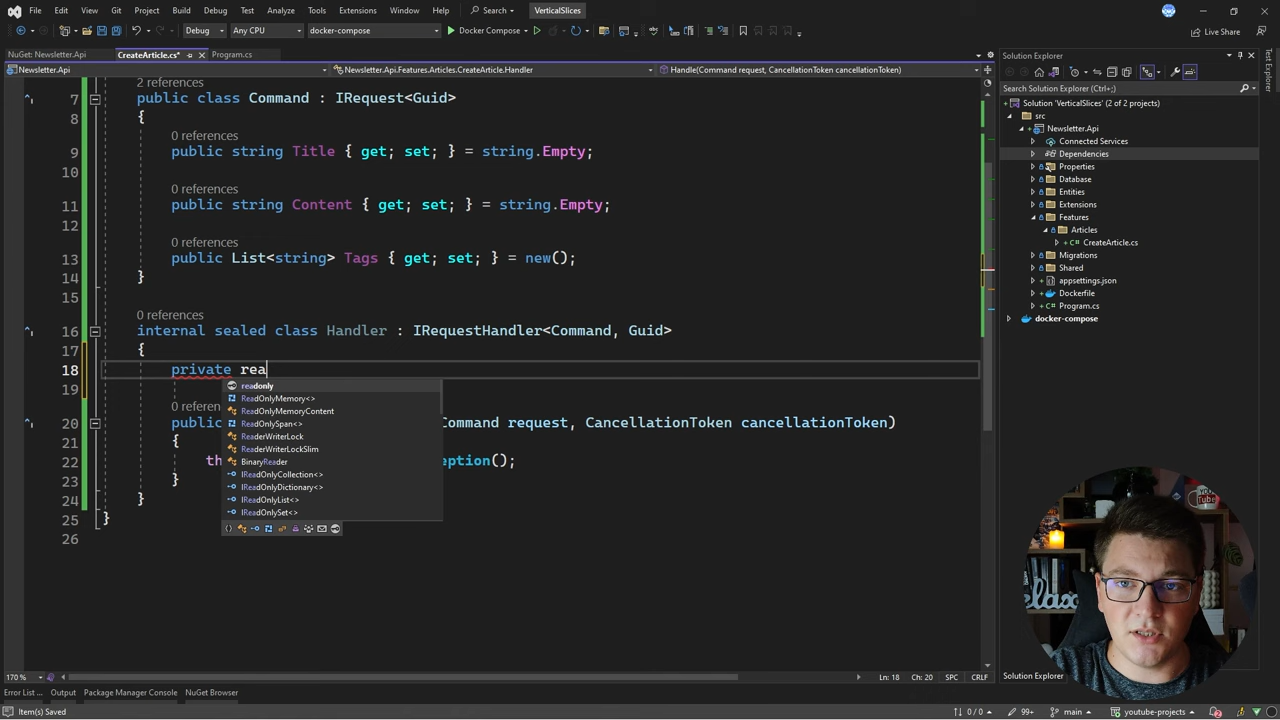 File Edit View Git Project Build Debug Test Analyze Tools Extensions Window Help Search VerticalSlices
Debug Any CPU docker-compose Docker Compose Live Share
NuGet: Newsletter.Api CreateArticle.cs* Program.cs
Newsletter.Api Newsletter.Api.Features.Articles.CreateArticle.Handler Handle(Command request, CancellationToken cancellationToken)
2 references
7 public class Command : IRequest<Guid>
8 {
0 references
9 public string Title { get; set; } = string.Empty;
10
0 references
11 public string Content { get; set; } = string.Empty;
12
0 references
13 public List<string> Tags { get; set; } = new();
14 }
15
0 references
16 internal sealed class Handler : IRequestHandler<Command, Guid>
17 {
18 private rea
19
0 referen
20 public Command request, CancellationToken cancellationToken)
21 {
22 th eption();
23 }
24 }
25 }
26
readonly
ReadOnlyMemory<>
ReadOnlyMemoryContent
ReadOnlySpan<>
ReaderWriterLock
ReaderWriterLockSlim
BinaryReader
IReadOnlyCollection<>
IReadOnlyDictionary<>
IReadOnlyList<>
IReadOnlySet<>
Solution Explorer
Search Solution Explorer (Ctrl+;)
Solution 'VerticalSlices' (2 of 2 projects)
src
Newsletter.Api
Connected Services
Dependencies
Properties
Database
Entities
Extensions
Features
Articles
CreateArticle.cs
Migrations
Shared
appsettings.json
Dockerfile
Program.cs
docker-compose
Test Explorer
Solution Explorer
170 % Ln: 18 Ch: 20 SPC CRLF
Error List ... Output Package Manager Console NuGet Browser
Item(s) Saved 0 / 0 99+ main youtube-projects